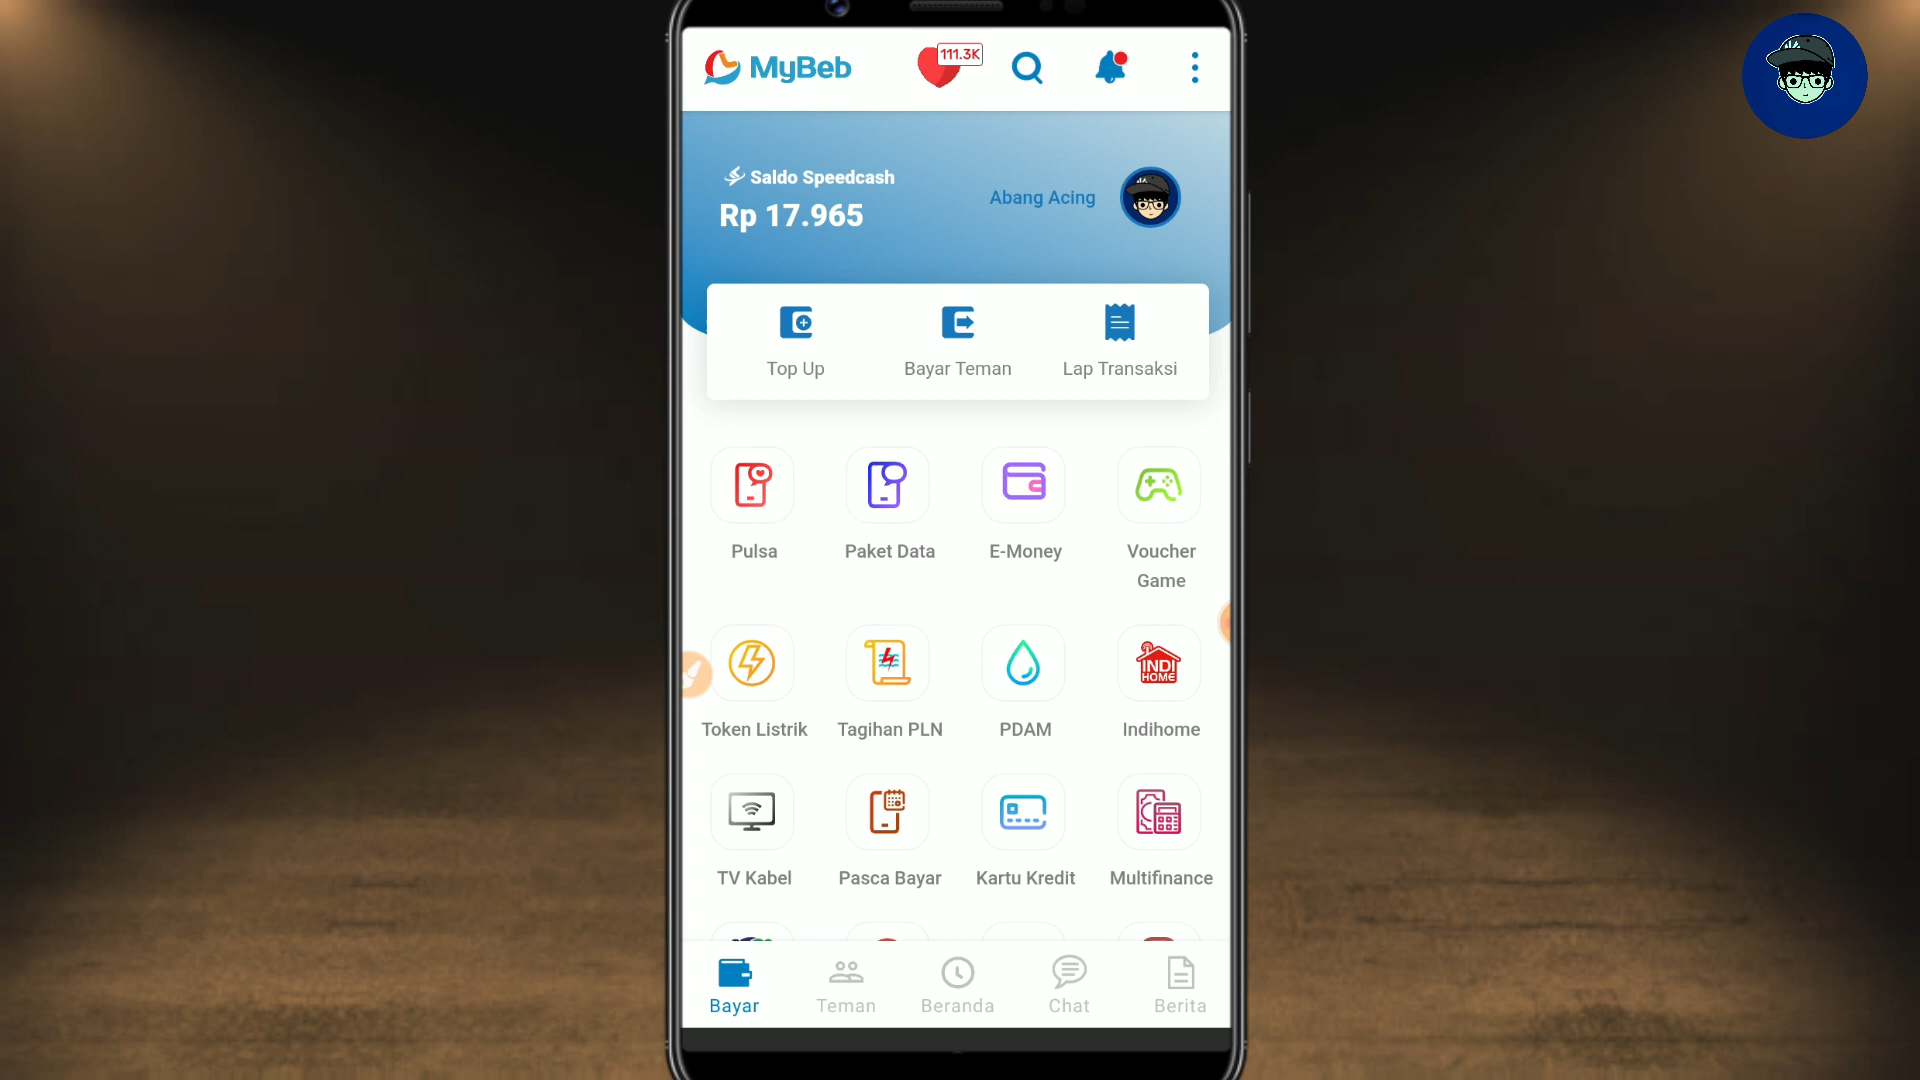 MyBeb
111.3K
Saldo Speedcash
Rp 17.965
Abang Acing
Top Up
Bayar Teman
Lap Transaksi
Pulsa
Paket Data
E-Money
Voucher
Game
INDI
HOME
Token Listrik
Tagihan PLN
PDAM
Indihome
TV Kabel
Pasca Bayar
Kartu Kredit
Multifinance
Bayar
Teman
Beranda
Chat
Berita